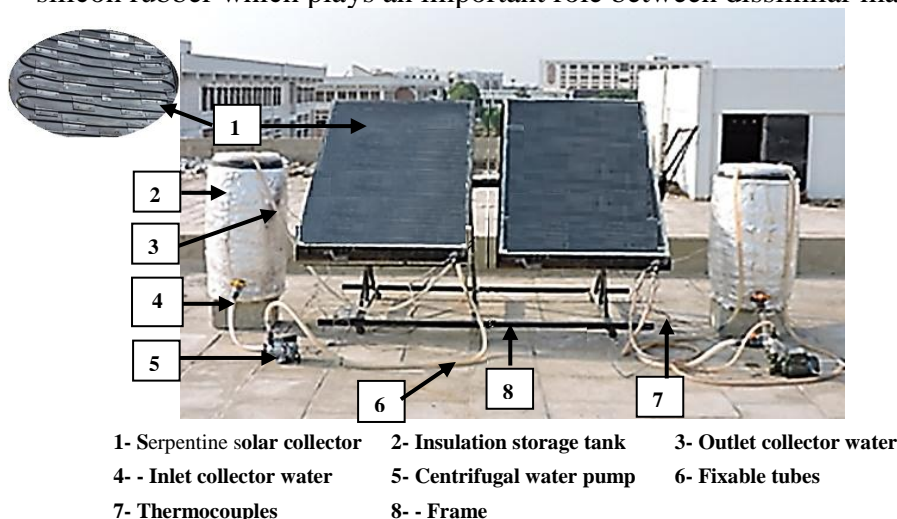 silicon rubber which plays an important role between dissimilar ma
1
2
3
4
5
6
8
7
1- Serpentine solar collector 2- Insulation storage tank 3- Outlet collector water
4- - Inlet collector water 5- Centrifugal water pump 6- Fixable tubes
7- Thermocouples 8- - Frame